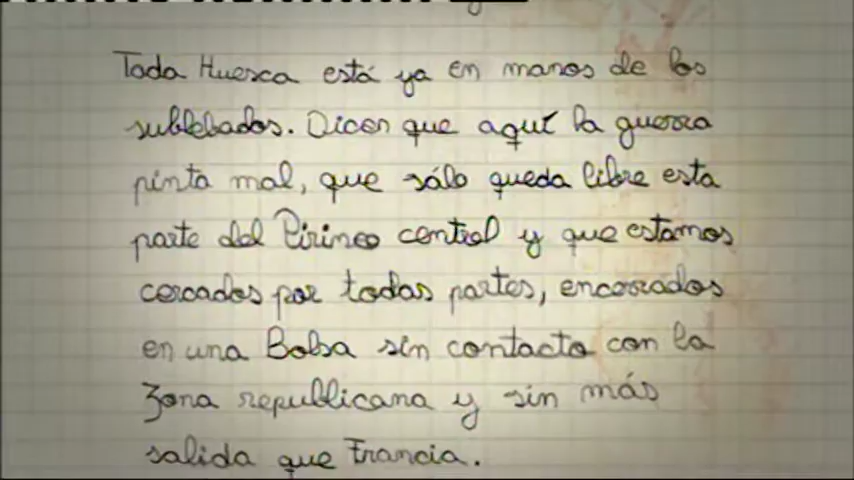 Toda Huesca está ya en manos de los
sublebados. Dicen que aquí la guerra
pinta mal, que sólo queda libre esta
parte del Pirineo central y que estamos
cercados por todas partes, encerrados
en una Bolsa sin contacto con la
Zona republicana y sin más
salida que Francia.